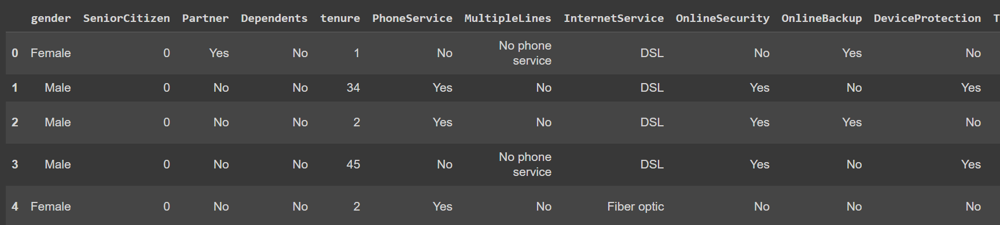 gender SeniorCitizen Partner Dependents tenure PhoneService MultipleLines InternetService OnlineSecurity OnlineBackup DeviceProtection T
0 Female 0 Yes No 1 No No phone service DSL No Yes No
1 Male 0 No No 34 Yes No DSL Yes No Yes
2 Male 0 No No 2 Yes No DSL Yes Yes No
3 Male 0 No No 45 No No phone service DSL Yes No Yes
4 Female 0 No No 2 Yes No Fiber optic No No No